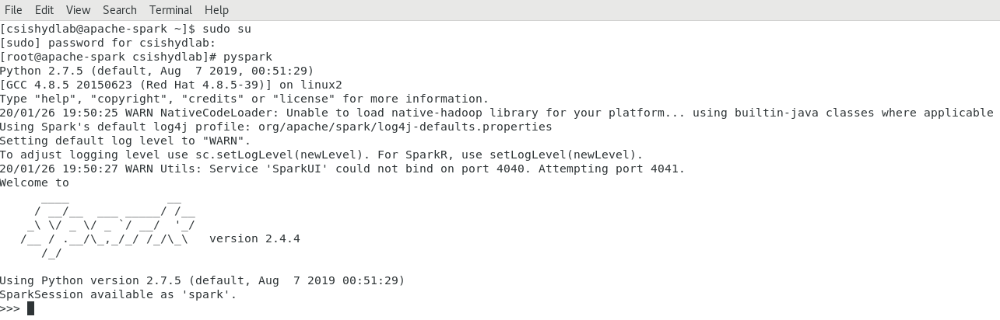 File Edit View Search Terminal Help
[csishydlab@apache-spark ~]$ sudo su
[sudo] password for csishydlab:
[root@apache-spark csishydlab]# pyspark
Python 2.7.5 (default, Aug  7 2019, 00:51:29)
[GCC 4.8.5 20150623 (Red Hat 4.8.5-39)] on linux2
Type "help", "copyright", "credits" or "license" for more information.
20/01/26 19:50:25 WARN NativeCodeLoader: Unable to load native-hadoop library for your platform... using builtin-java classes where applicable
Using Spark's default log4j profile: org/apache/spark/log4j-defaults.properties
Setting default log level to "WARN".
To adjust logging level use sc.setLogLevel(newLevel). For SparkR, use setLogLevel(newLevel).
20/01/26 19:50:27 WARN Utils: Service 'SparkUI' could not bind on port 4040. Attempting port 4041.
Welcome to
      ____              __
     / __/__  ___ _____/ /__
    _\ \/ _ \/ _ `/ __/  '_/
   /__ / .__/\_,_/_/ /_/\_\   version 2.4.4
      /_/
Using Python version 2.7.5 (default, Aug  7 2019 00:51:29)
SparkSession available as 'spark'.
>>>